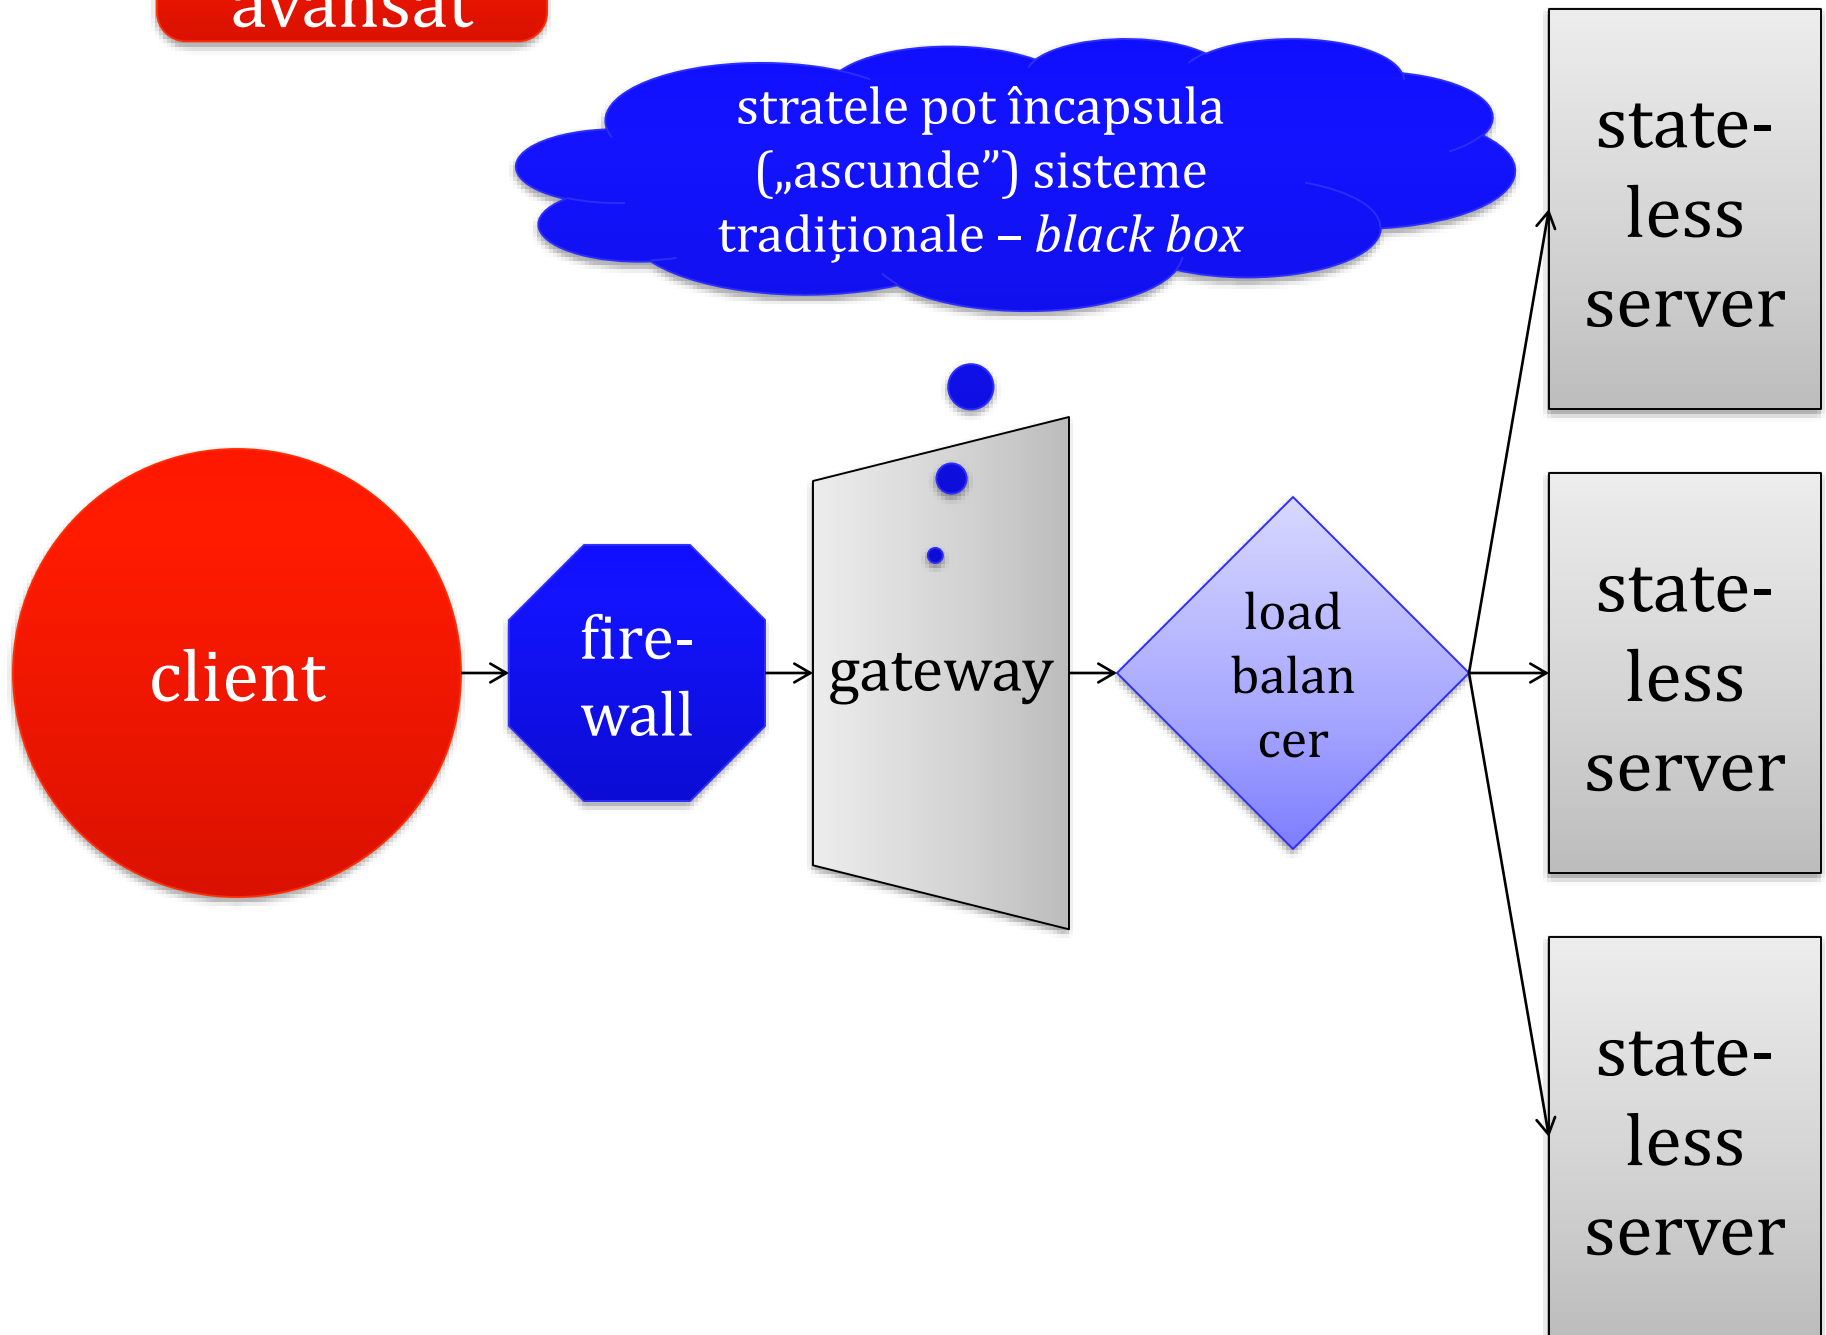 avansat
stratele pot încapsula
(„ascunde”) sisteme
tradiționale – black box
client
fire-
wall
gateway
load
balan
cer
state-
less
server
state-
less
server
state-
less
server